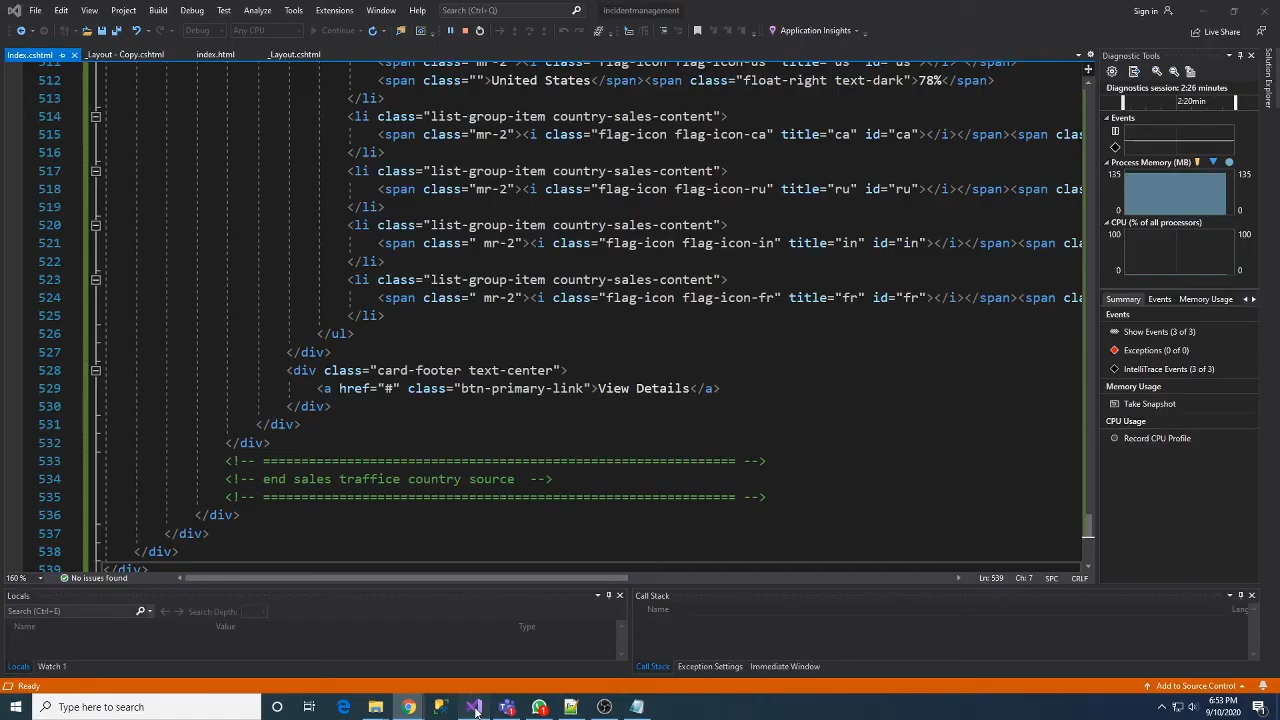 File Edit View Project Build Debug Test Analyze Tools Extensions Window Help Search (Ctrl+Q) incidentmanagement Sign in
Debug Any CPU Continue Application Insights Live Share
Index.cshtml _Layout - Copy.cshtml index.html _Layout.cshtml
512 <span class="">United States</span><span class="float-right text-dark">78%</span>
513 </li>
514 <li class="list-group-item country-sales-content">
515 <span class="mr-2"><i class="flag-icon flag-icon-ca" title="ca" id="ca"></i></span><span clas
516 </li>
517 <li class="list-group-item country-sales-content">
518 <span class="mr-2"><i class="flag-icon flag-icon-ru" title="ru" id="ru"></i></span><span clas
519 </li>
520 <li class="list-group-item country-sales-content">
521 <span class=" mr-2"><i class="flag-icon flag-icon-in" title="in" id="in"></i></span><span cla
522 </li>
523 <li class="list-group-item country-sales-content">
524 <span class=" mr-2"><i class="flag-icon flag-icon-fr" title="fr" id="fr"></i></span><span cla
525 </li>
526 </ul>
527 </div>
528 <div class="card-footer text-center">
529 <a href="#" class="btn-primary-link">View Details</a>
530 </div>
531 </div>
532 </div>
533 <!-- ============================================================== -->
534 <!-- end sales traffice country source  -->
535 <!-- ============================================================== -->
536 </div>
537 </div>
538 </div>
539 </div>
160 % No issues found Ln: 539 Ch: 7 SPC CRLF
Diagnostic Tools
Diagnostics session: 2:26 minutes
2:20min
Events
Process Memory (MB)
135 135
0 0
CPU (% of all processors)
100 100
0 0
Summary Events Memory Usage
Events
Show Events (3 of 3)
Exceptions (0 of 0)
IntelliTrace Events (3 of 3)
Memory Usage
Take Snapshot
CPU Usage
Record CPU Profile
Solution Explorer
Locals
Search (Ctrl+E) Search Depth:
Name Value Type
Locals Watch 1
Call Stack
Name Lang
Call Stack Exception Settings Immediate Window
Ready Add to Source Control
Type here to search
6:53 PM
9/10/2020